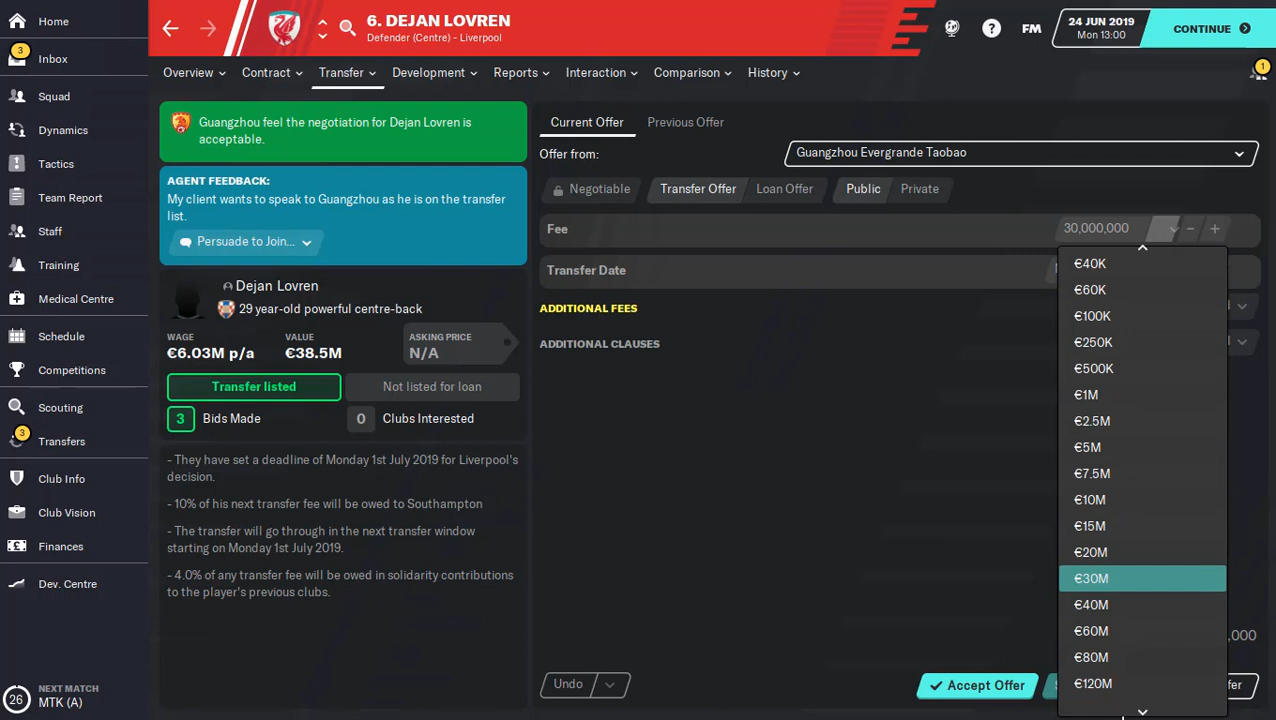 Home
3
Inbox
Squad
Dynamics
Tactics
Team Report
Staff
Training
Medical Centre
Schedule
Competitions
Scouting
3
Transfers
Club Info
Club Vision
Finances
Dev. Centre
26
NEXT MATCH
MTK (A)
6. DEJAN LOVREN
Defender (Centre) - Liverpool
?
FM
24 JUN 2019
Mon 13:00
CONTINUE
Overview
Contract
Transfer
Development
Reports
Interaction
Comparison
History
1
Guangzhou feel the negotiation for Dejan Lovren is
acceptable.
AGENT FEEDBACK:
My client wants to speak to Guangzhou as he is on the transfer
list.
Persuade to Join...
Dejan Lovren
29 year-old powerful centre-back
WAGE
€6.03M p/a
VALUE
€38.5M
ASKING PRICE
N/A
Transfer listed
Not listed for loan
3 Bids Made
0 Clubs Interested
- They have set a deadline of Monday 1st July 2019 for Liverpool's
decision.
- 10% of his next transfer fee will be owed to Southampton
- The transfer will go through in the next transfer window
starting on Monday 1st July 2019.
- 4.0% of any transfer fee will be owed in solidarity contributions
to the player's previous clubs.
Current Offer
Previous Offer
Offer from:
Guangzhou Evergrande Taobao
Negotiable
Transfer Offer
Loan Offer
Public
Private
Fee
30,000,000
- +
Transfer Date
ADDITIONAL FEES
ADDITIONAL CLAUSES
€40K
€60K
€100K
€250K
€500K
€1M
€2.5M
€5M
€7.5M
€10M
€15M
€20M
€30M
€40M
€60M
€80M
€120M
,000
Undo
Accept Offer